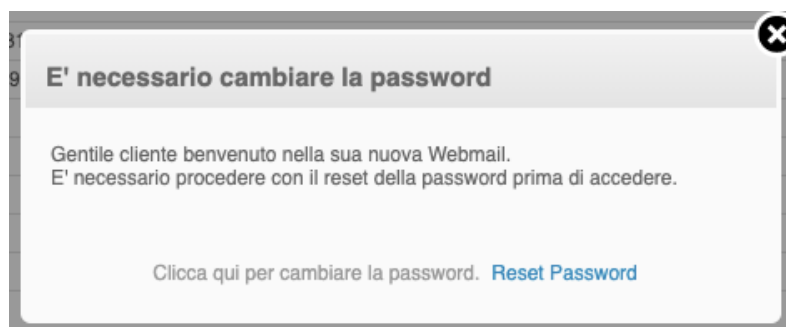 E' necessario cambiare la password
Gentile cliente benvenuto nella sua nuova Webmail.
E' necessario procedere con il reset della password prima di accedere.
Clicca qui per cambiare la password. Reset Password